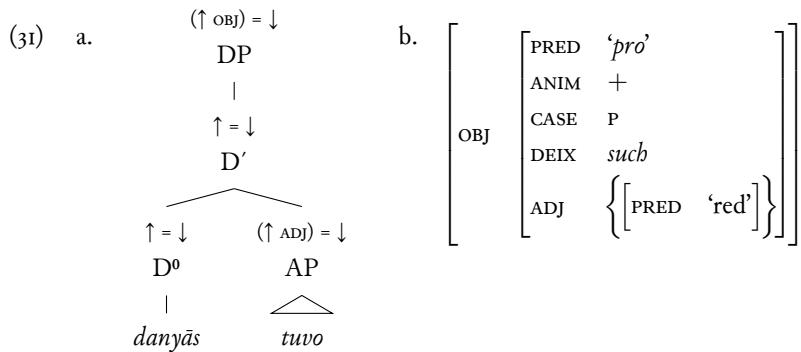 (31) a. (↑ OBJ) = ↓
DP
↑ = ↓
D′
↑ = ↓ (↑ ADJ) = ↓
D⁰ AP
danyās tuvo
b. OBJ
PRED ‘pro’
ANIM +
CASE P
DEIX such
ADJ {[PRED ‘red’]}